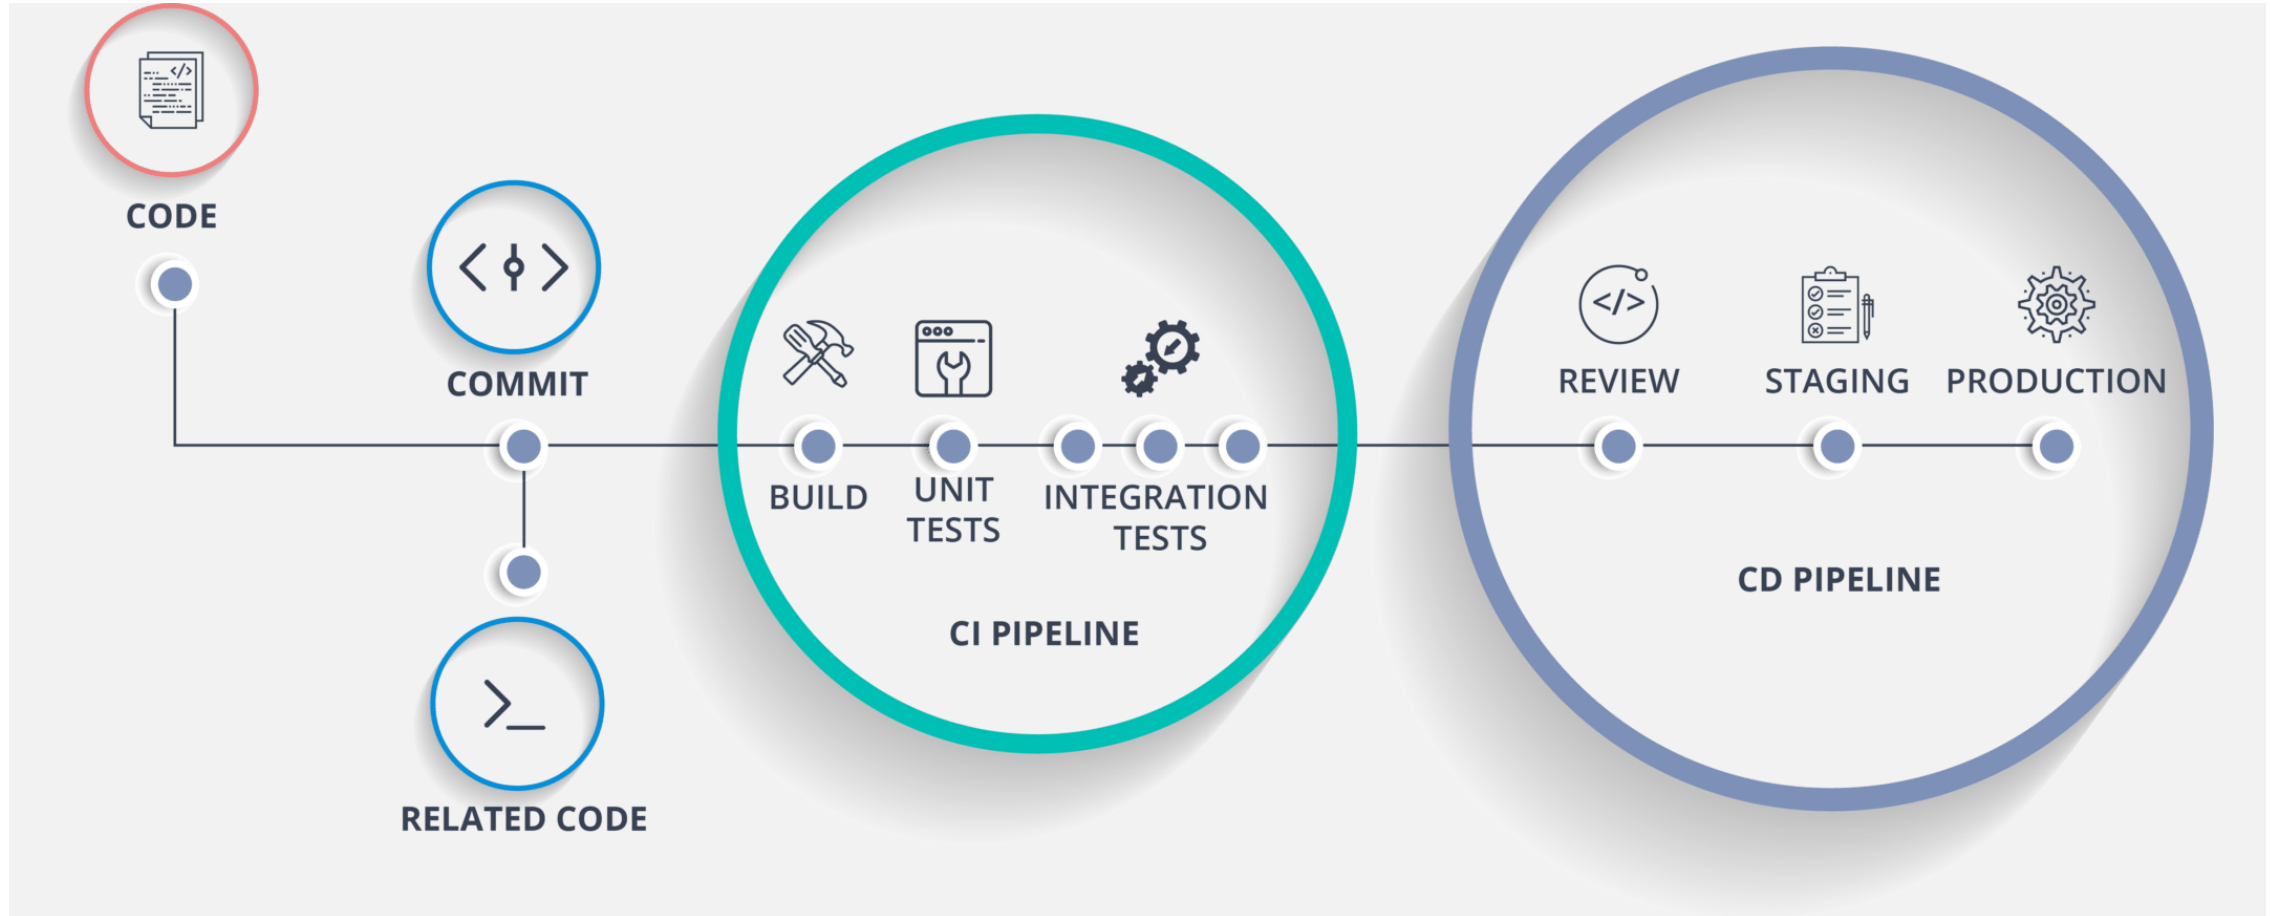 CODE
COMMIT
RELATED CODE
BUILD
UNIT
TESTS
INTEGRATION
TESTS
CI PIPELINE
REVIEW
STAGING
PRODUCTION
CD PIPELINE